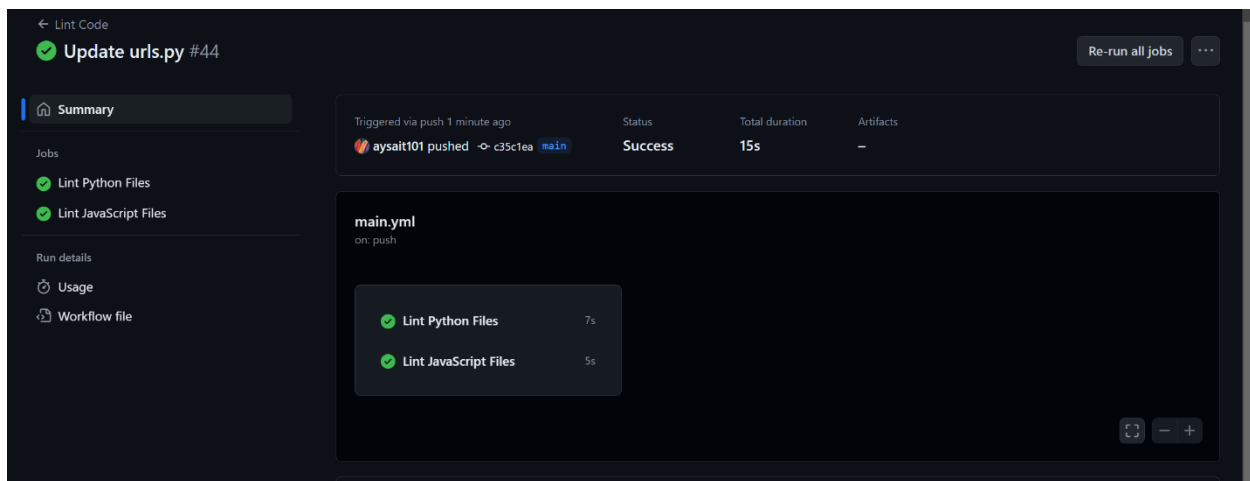 Lint Code
Update urls.py #44
Re-run all jobs
Summary
Jobs
Lint Python Files
Lint JavaScript Files
Run details
Usage
Workflow file
Triggered via push 1 minute ago
aysait101 pushed c35c1ea main
Status
Success
Total duration
15s
Artifacts
–
main.yml
on: push
Lint Python Files 7s
Lint JavaScript Files 5s